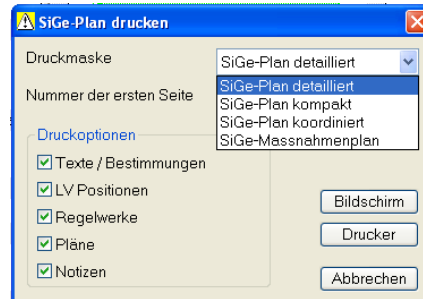 SiGe-Plan drucken
Druckmaske
SiGe-Plan detailliert
SiGe-Plan detailliert
SiGe-Plan kompakt
SiGe-Plan koordiniert
SiGe-Massnahmenplan
Nummer der ersten Seite
Druckoptionen
Texte / Bestimmungen
LV Positionen
Regelwerke
Pläne
Notizen
Bildschirm
Drucker
Abbrechen